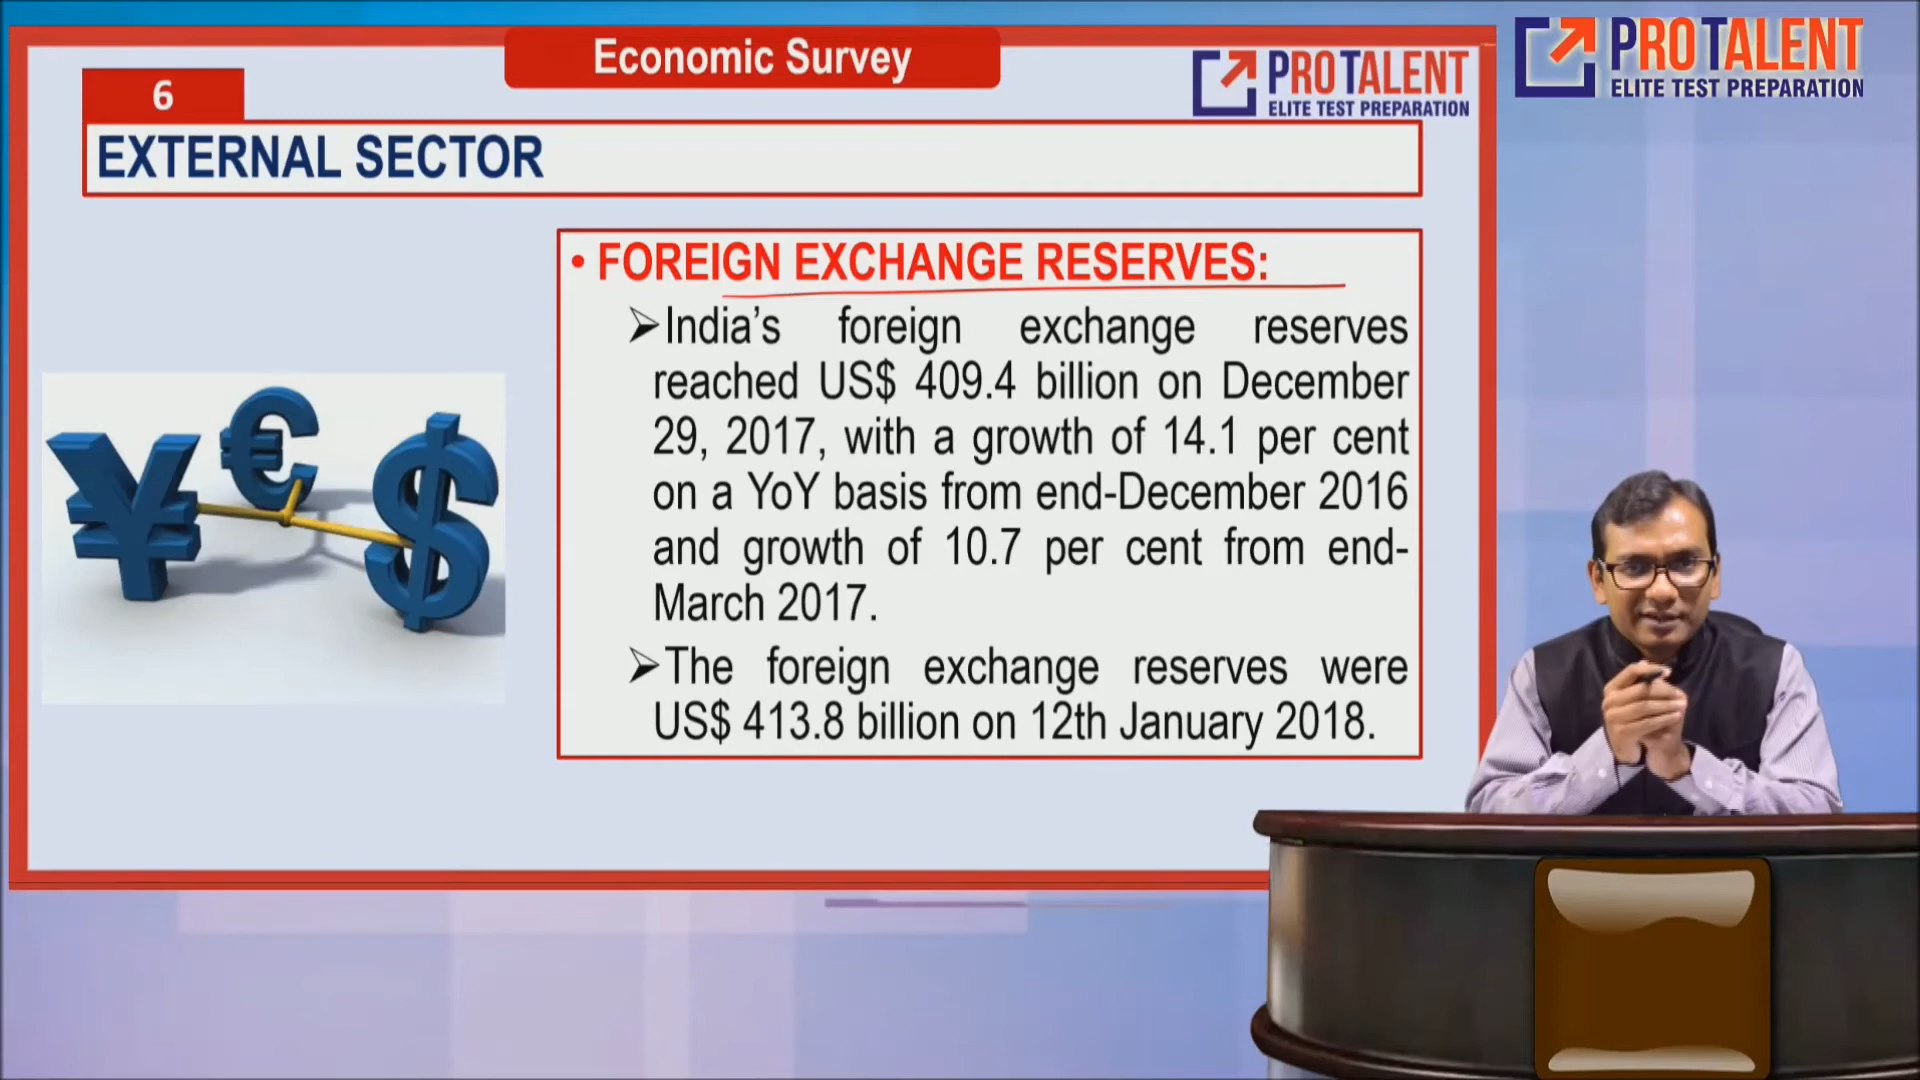 Economic Survey
PROTALENT
ELITE TEST PREPARATION
PROTALENT
ELITE TEST PREPARATION
6
EXTERNAL SECTOR
• FOREIGN EXCHANGE RESERVES:
➢India’s foreign exchange reserves
reached US$ 409.4 billion on December
29, 2017, with a growth of 14.1 per cent
on a YoY basis from end-December 2016
and growth of 10.7 per cent from end-
March 2017.
➢The foreign exchange reserves were
US$ 413.8 billion on 12th January 2018.
¥
€
$